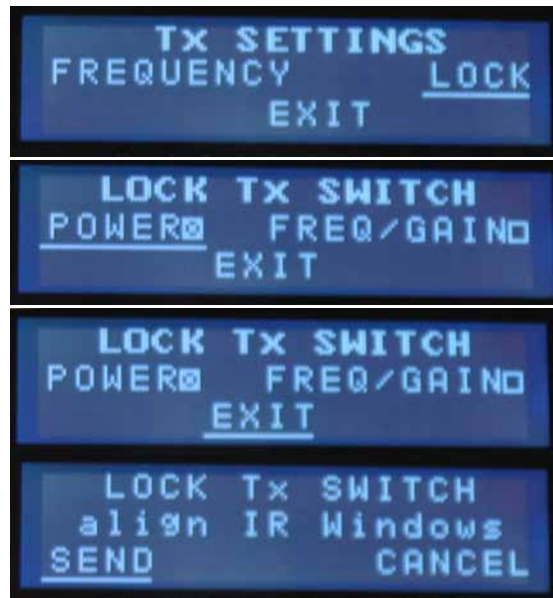 Tx SETTINGS
FREQUENCY LOCK
EXIT
LOCK Tx SWITCH
POWER☒ FREQ/GAIN☐
EXIT
LOCK Tx SWITCH
POWER☒ FREQ/GAIN☐
EXIT
LOCK Tx SWITCH
align IR Windows
SEND CANCEL